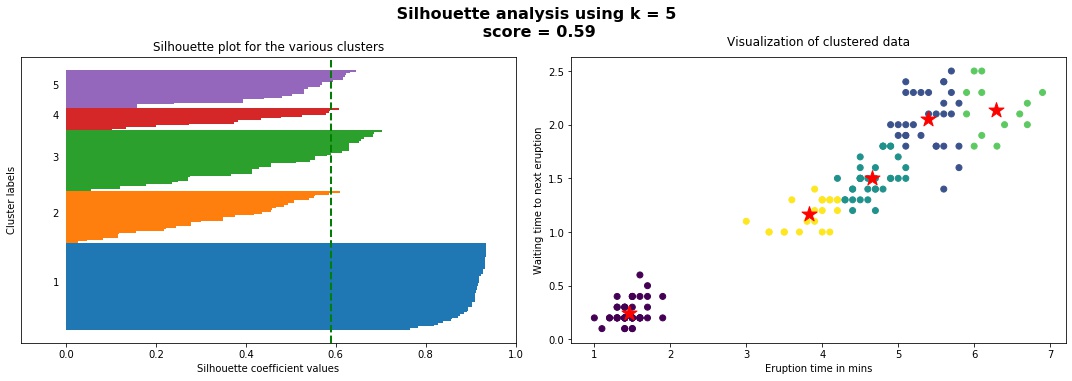 Silhouette analysis using k = 5
score = 0.59
Silhouette plot for the various clusters
5
4
3
2
1
Cluster labels
0.0 0.2 0.4 0.6 0.8 1.0
Silhouette coefficient values
Visualization of clustered data
2.5
2.0
1.5
1.0
0.5
0.0
Waiting time to next eruption
1 2 3 4 5 6 7
Eruption time in mins